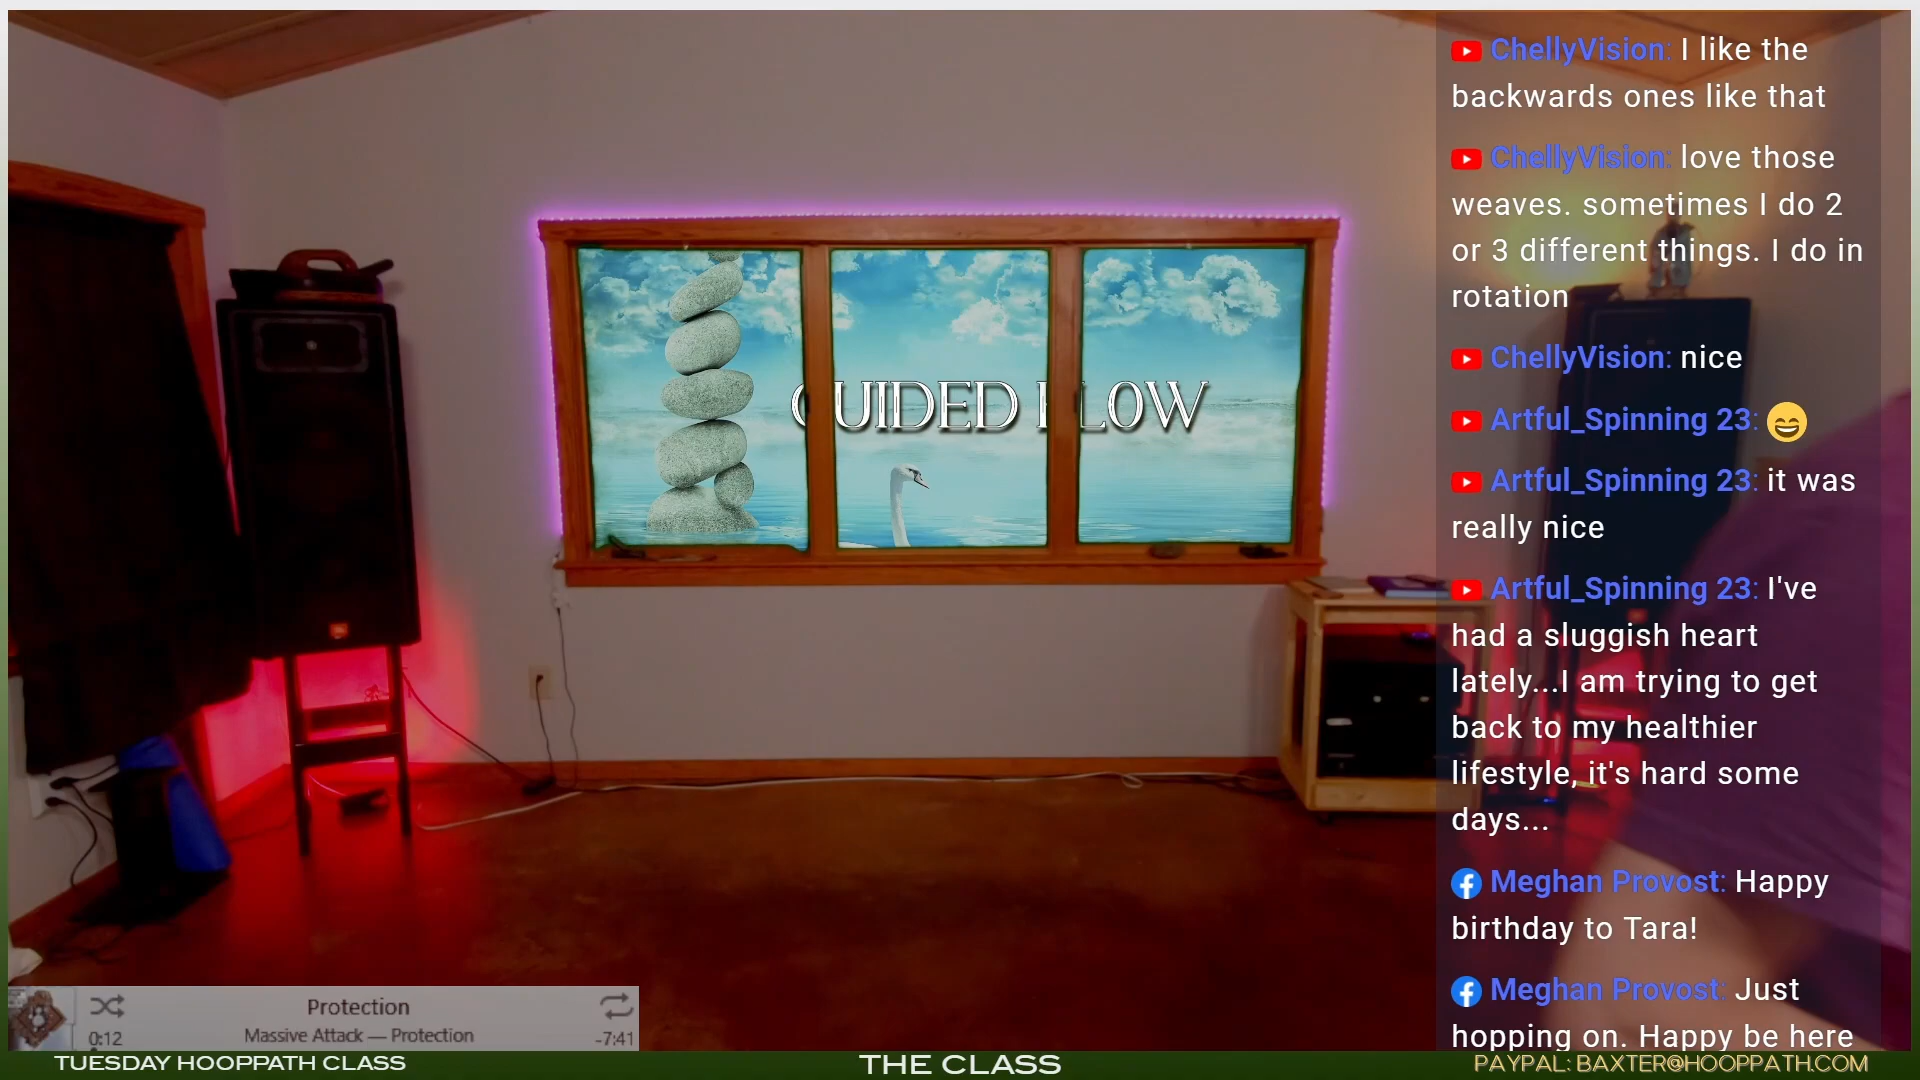 ChellyVision: I like the
backwards ones like that
ChellyVision: love those
weaves. sometimes I do 2
or 3 different things. I do in
rotation
ChellyVision: nice
Artful_Spinning 23: 😄
Artful_Spinning 23: it was
really nice
Artful_Spinning 23: I've
had a sluggish heart
lately...I am trying to get
back to my healthier
lifestyle, it's hard some
days...
Meghan Provost: Happy
birthday to Tara!
Meghan Provost: Just
hopping on. Happy be here
GUIDED FLOW
Protection
0:12
Massive Attack — Protection
-7:41
TUESDAY HOOPPATH CLASS
THE CLASS
PAYPAL: BAXTER@HOOPPATH.COM